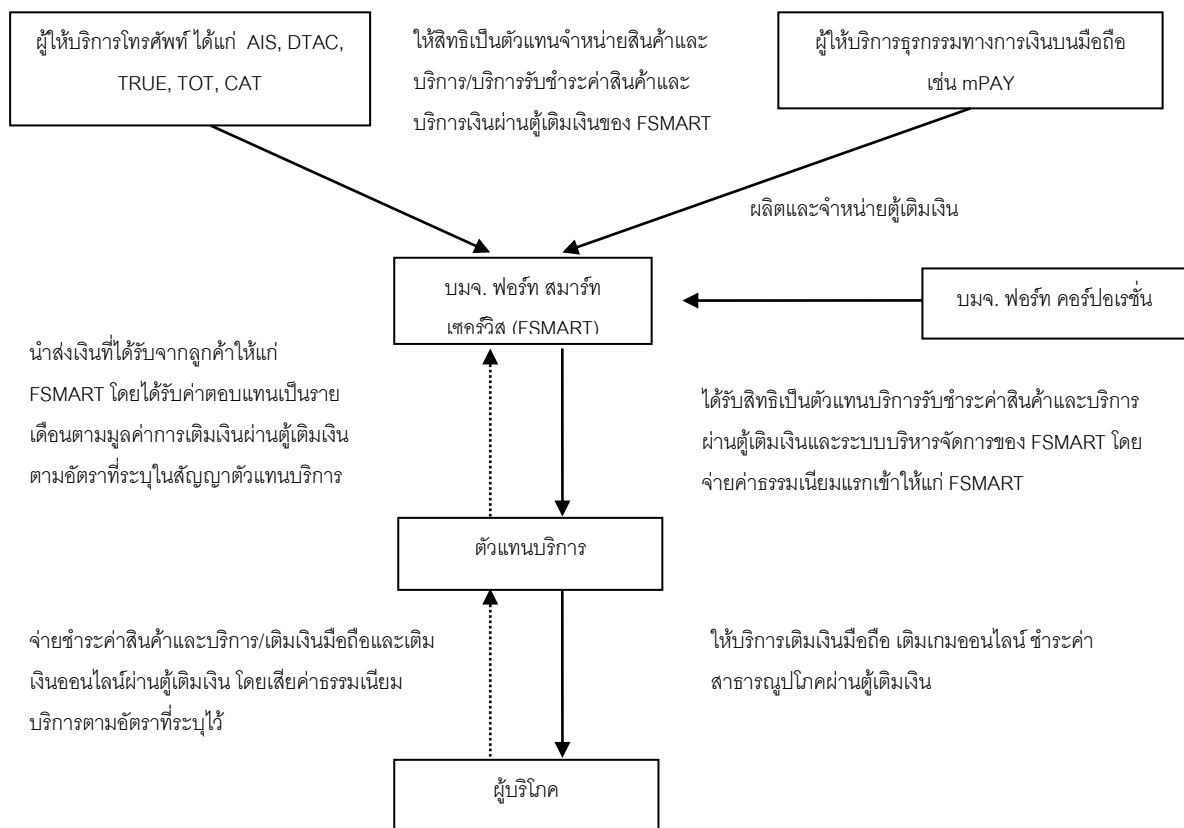 ผู้ให้บริการโทรศัพท์ ได้แก่ AIS, DTAC,
TRUE, TOT, CAT
ให้สิทธิเป็นตัวแทนจำหน่ายสินค้าและ
บริการ/บริการรับชำระค่าสินค้าและ
บริการเงินผ่านตู้เติมเงินของ FSMART
ผู้ให้บริการธุรกรรมทางการเงินบนมือถือ
เช่น mPAY
ผลิตและจำหน่ายตู้เติมเงิน
บมจ. ฟอร์ท สมาร์ท
เซอร์วิส (FSMART)
บมจ. ฟอร์ท คอร์ปอเรชั่น
นำส่งเงินที่ได้รับจากลูกค้าให้แก่
FSMART โดยได้รับค่าตอบแทนเป็นราย
เดือนตามมูลค่าการเติมเงินผ่านตู้เติมเงิน
ตามอัตราที่ระบุในสัญญาตัวแทนบริการ
ได้รับสิทธิเป็นตัวแทนบริการรับชำระค่าสินค้าและบริการ
ผ่านตู้เติมเงินและระบบบริหารจัดการของ FSMART โดย
จ่ายค่าธรรมเนียมแรกเข้าให้แก่ FSMART
ตัวแทนบริการ
จ่ายชำระค่าสินค้าและบริการ/เติมเงินมือถือและเติม
เงินออนไลน์ผ่านตู้เติมเงิน โดยเสียค่าธรรมเนียม
บริการตามอัตราที่ระบุไว้
ให้บริการเติมเงินมือถือ เติมเกมออนไลน์ ชำระค่า
สาธารณูปโภคผ่านตู้เติมเงิน
ผู้บริโภค